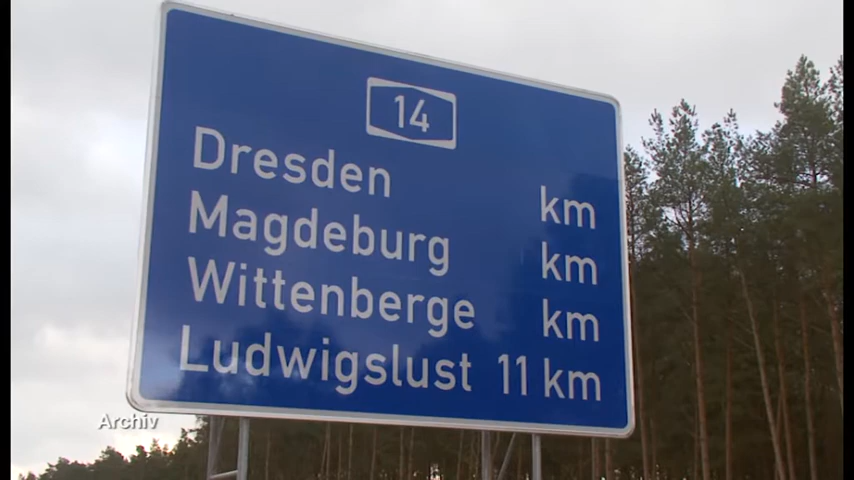 14
Dresden km
Magdeburg km
Wittenberge km
Ludwigslust 11 km
Archiv